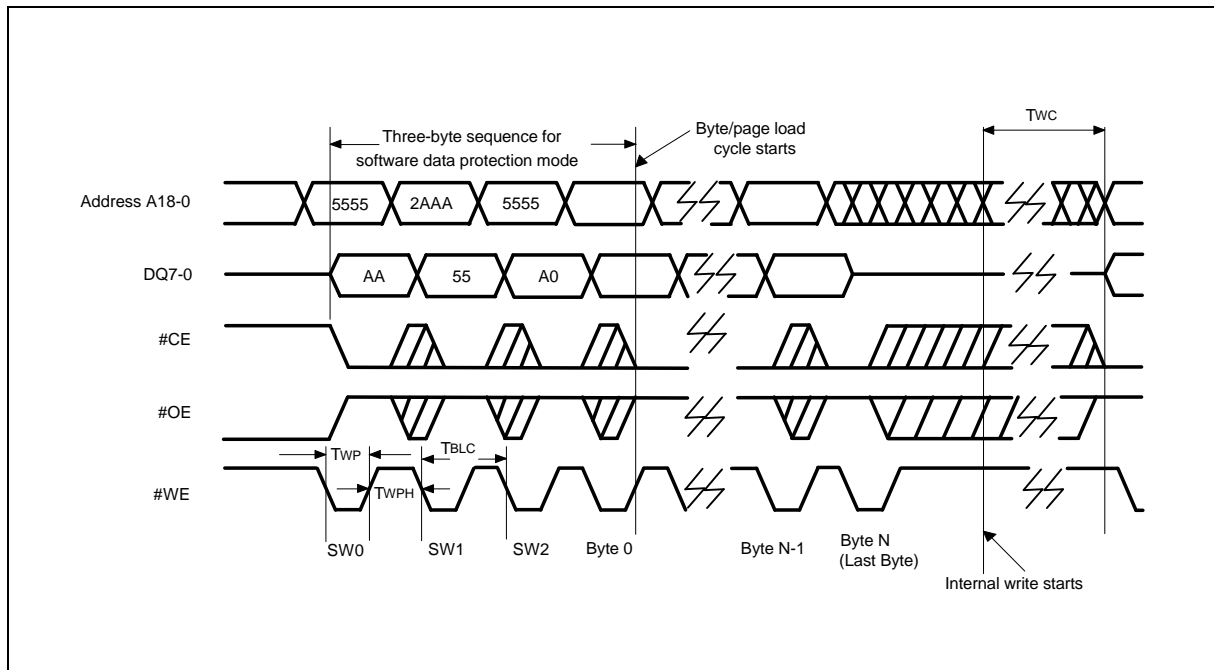 Three-byte sequence for
software data protection mode
Byte/page load
cycle starts
TWC
Address A18-0
5555
2AAA
5555
DQ7-0
AA
55
A0
#CE
#OE
TWP
TBLC
#WE
TWPH
SW0
SW1
SW2
Byte 0
Byte N-1
Byte N
(Last Byte)
Internal write starts